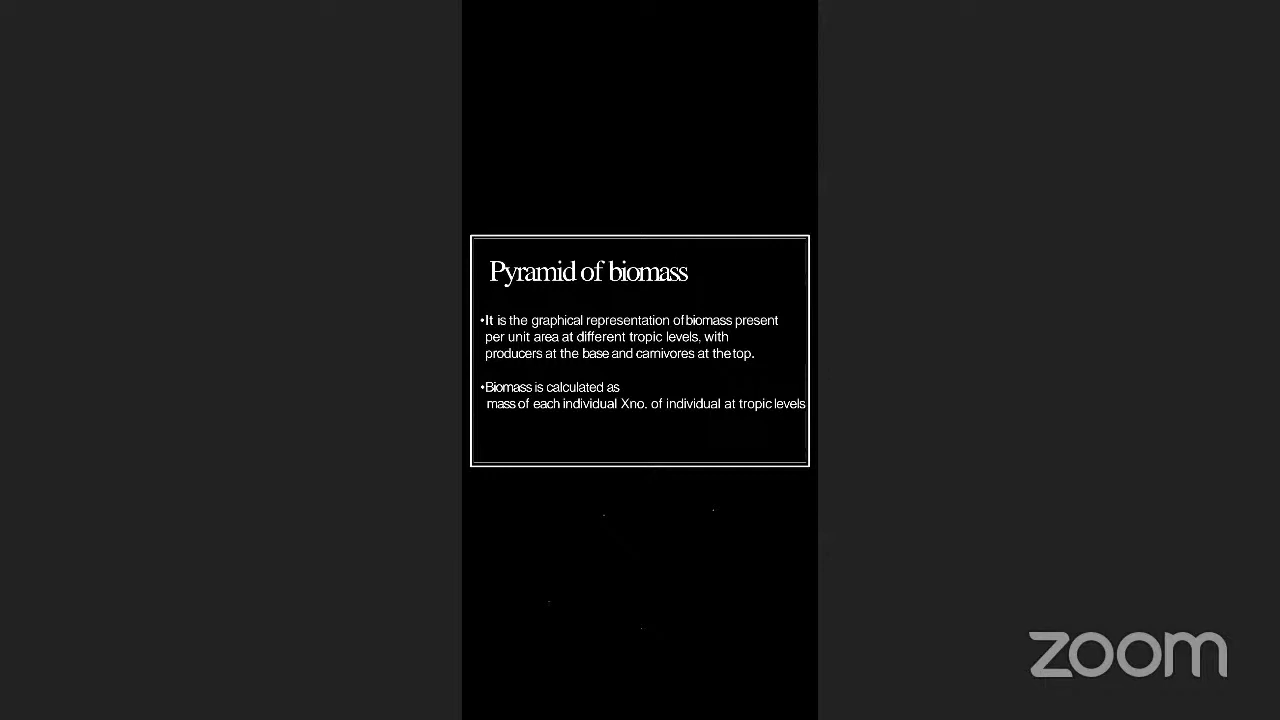 Pyramid of biomass
•It is the graphical representation of biomass present
per unit area at different tropic levels, with
producers at the base and carnivores at the top.
•Biomass is calculated as
mass of each individual Xno. of individual at tropic levels
zoom